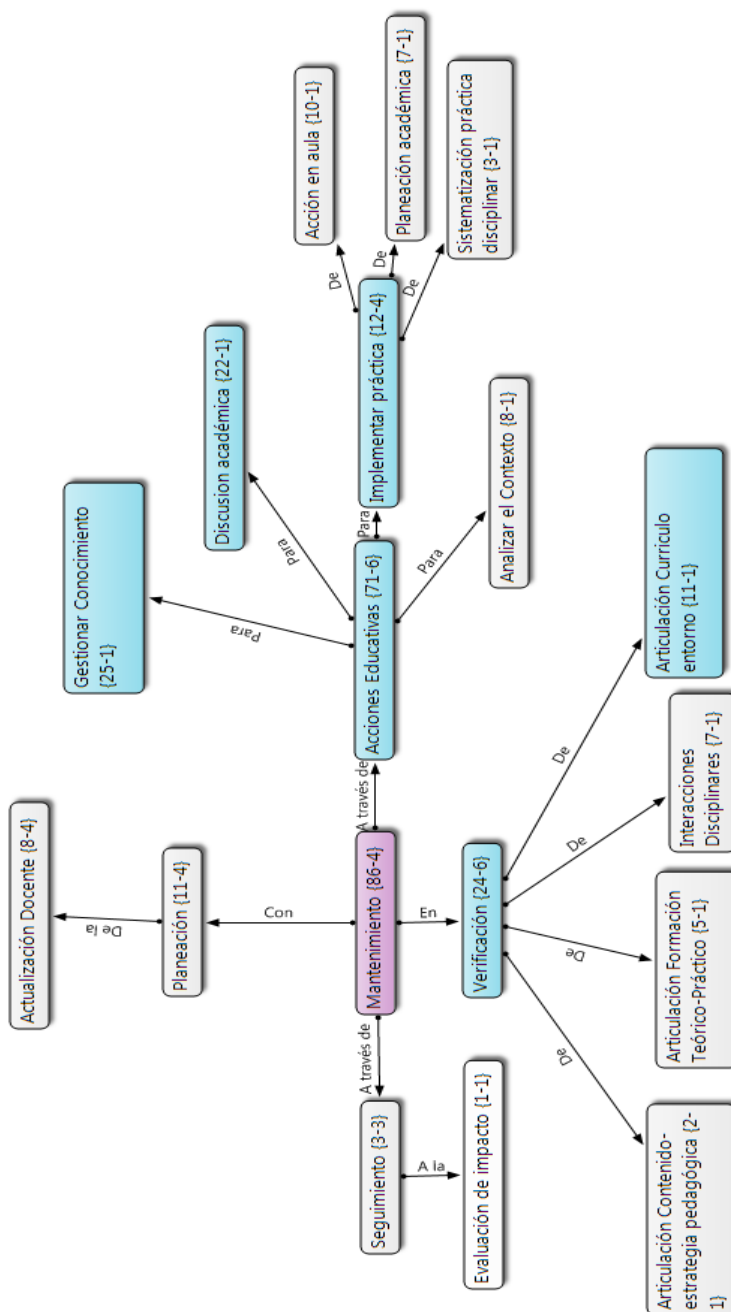 Actualización Docente {8-4}
Gestionar Conocimiento
{25-1}
De la
Planeación {11-4}
Discusion académica {22-1}
Acción en aula {10-1}
Con
Para
Para
De
A través de
A través de
Para
De
Planeación académica {7-1}
Seguimiento {3-3}
Mantenimiento {86-4}
Acciones Educativas {71-6}
Implementar práctica {12-4}
De
Sistematización práctica
disciplinar {3-1}
A la
En
Para
Evaluación de impacto {1-1}
Verificación {24-6}
Analizar el Contexto {8-1}
De
De
De
De
Articulación Contenido-
estrategia pedagógica {2-
1}
Articulación Formación
Teórico-Práctico {5-1}
Interacciones
Disciplinares {7-1}
Articulación Curriculo
entorno {11-1}